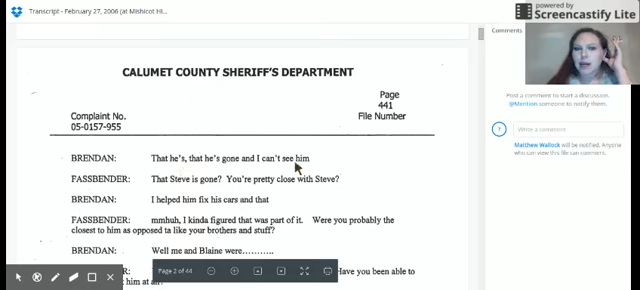 Transcript - February 27, 2006 (at Mishicot Hi...
powered by
Screencastify Lite
Comments
CALUMET COUNTY SHERIFF'S DEPARTMENT
Page
441
Complaint No.
File Number
05-0157-955
BRENDAN: That he's, that he's gone and I can't see him
FASSBENDER: That Steve is gone? You're pretty close with Steve?
BRENDAN: I helped him fix his cars and that
FASSBENDER: mmhuh, I kinda figured that was part of it. Were you probably the
closest to him as opposed ta like your brothers and stuff?
BRENDAN: Well me and Blaine were...........
R: Have you been able to
him at all?
Page 2 of 44
Post a comment to start a discussion.
@Mention someone to notify them.
Write a comment...
Matthew Wallock will be notified. Anyone
who can view this file can comment.